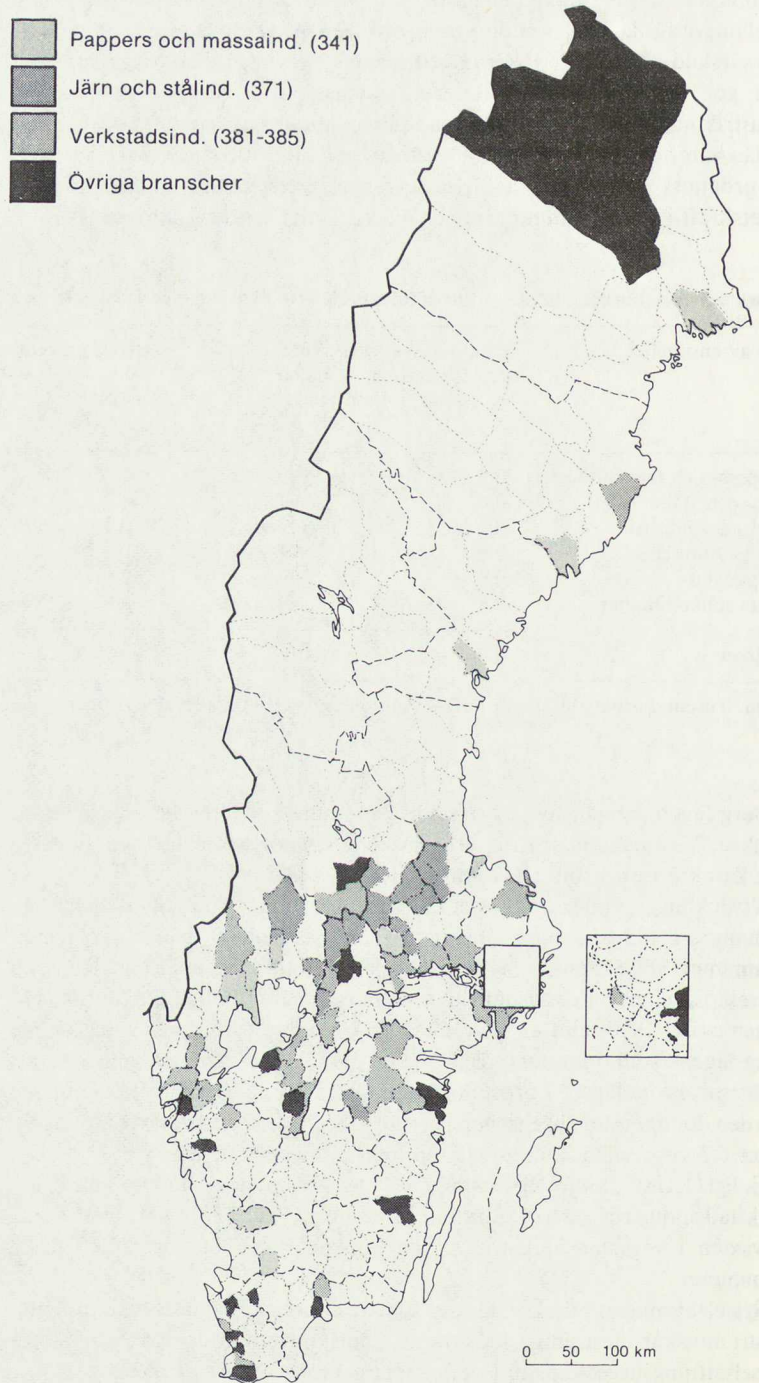 Pappers och massaind. (341)
Järn och stålind. (371)
Verkstadsind. (381-385)
Övriga branscher
0 50 100 km